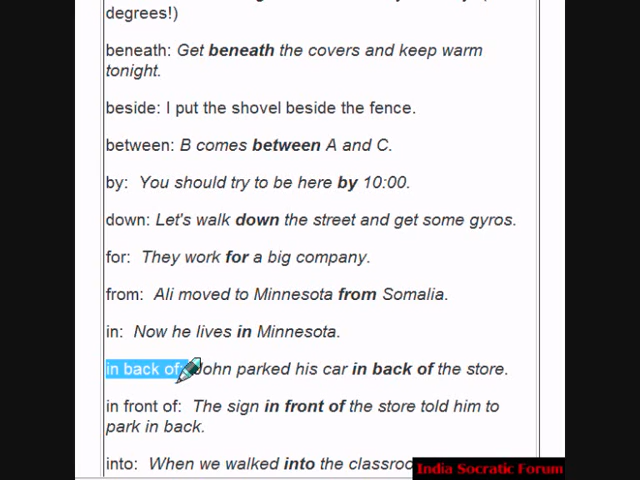 degrees!)
beneath: Get beneath the covers and keep warm
tonight.
beside: I put the shovel beside the fence.
between: B comes between A and C.
by: You should try to be here by 10:00.
down: Let's walk down the street and get some gyros.
for: They work for a big company.
from: Ali moved to Minnesota from Somalia.
in: Now he lives in Minnesota.
in back of: John parked his car in back of the store.
in front of: The sign in front of the store told him to
park in back.
into: When we walked into the
India Socratic Forum